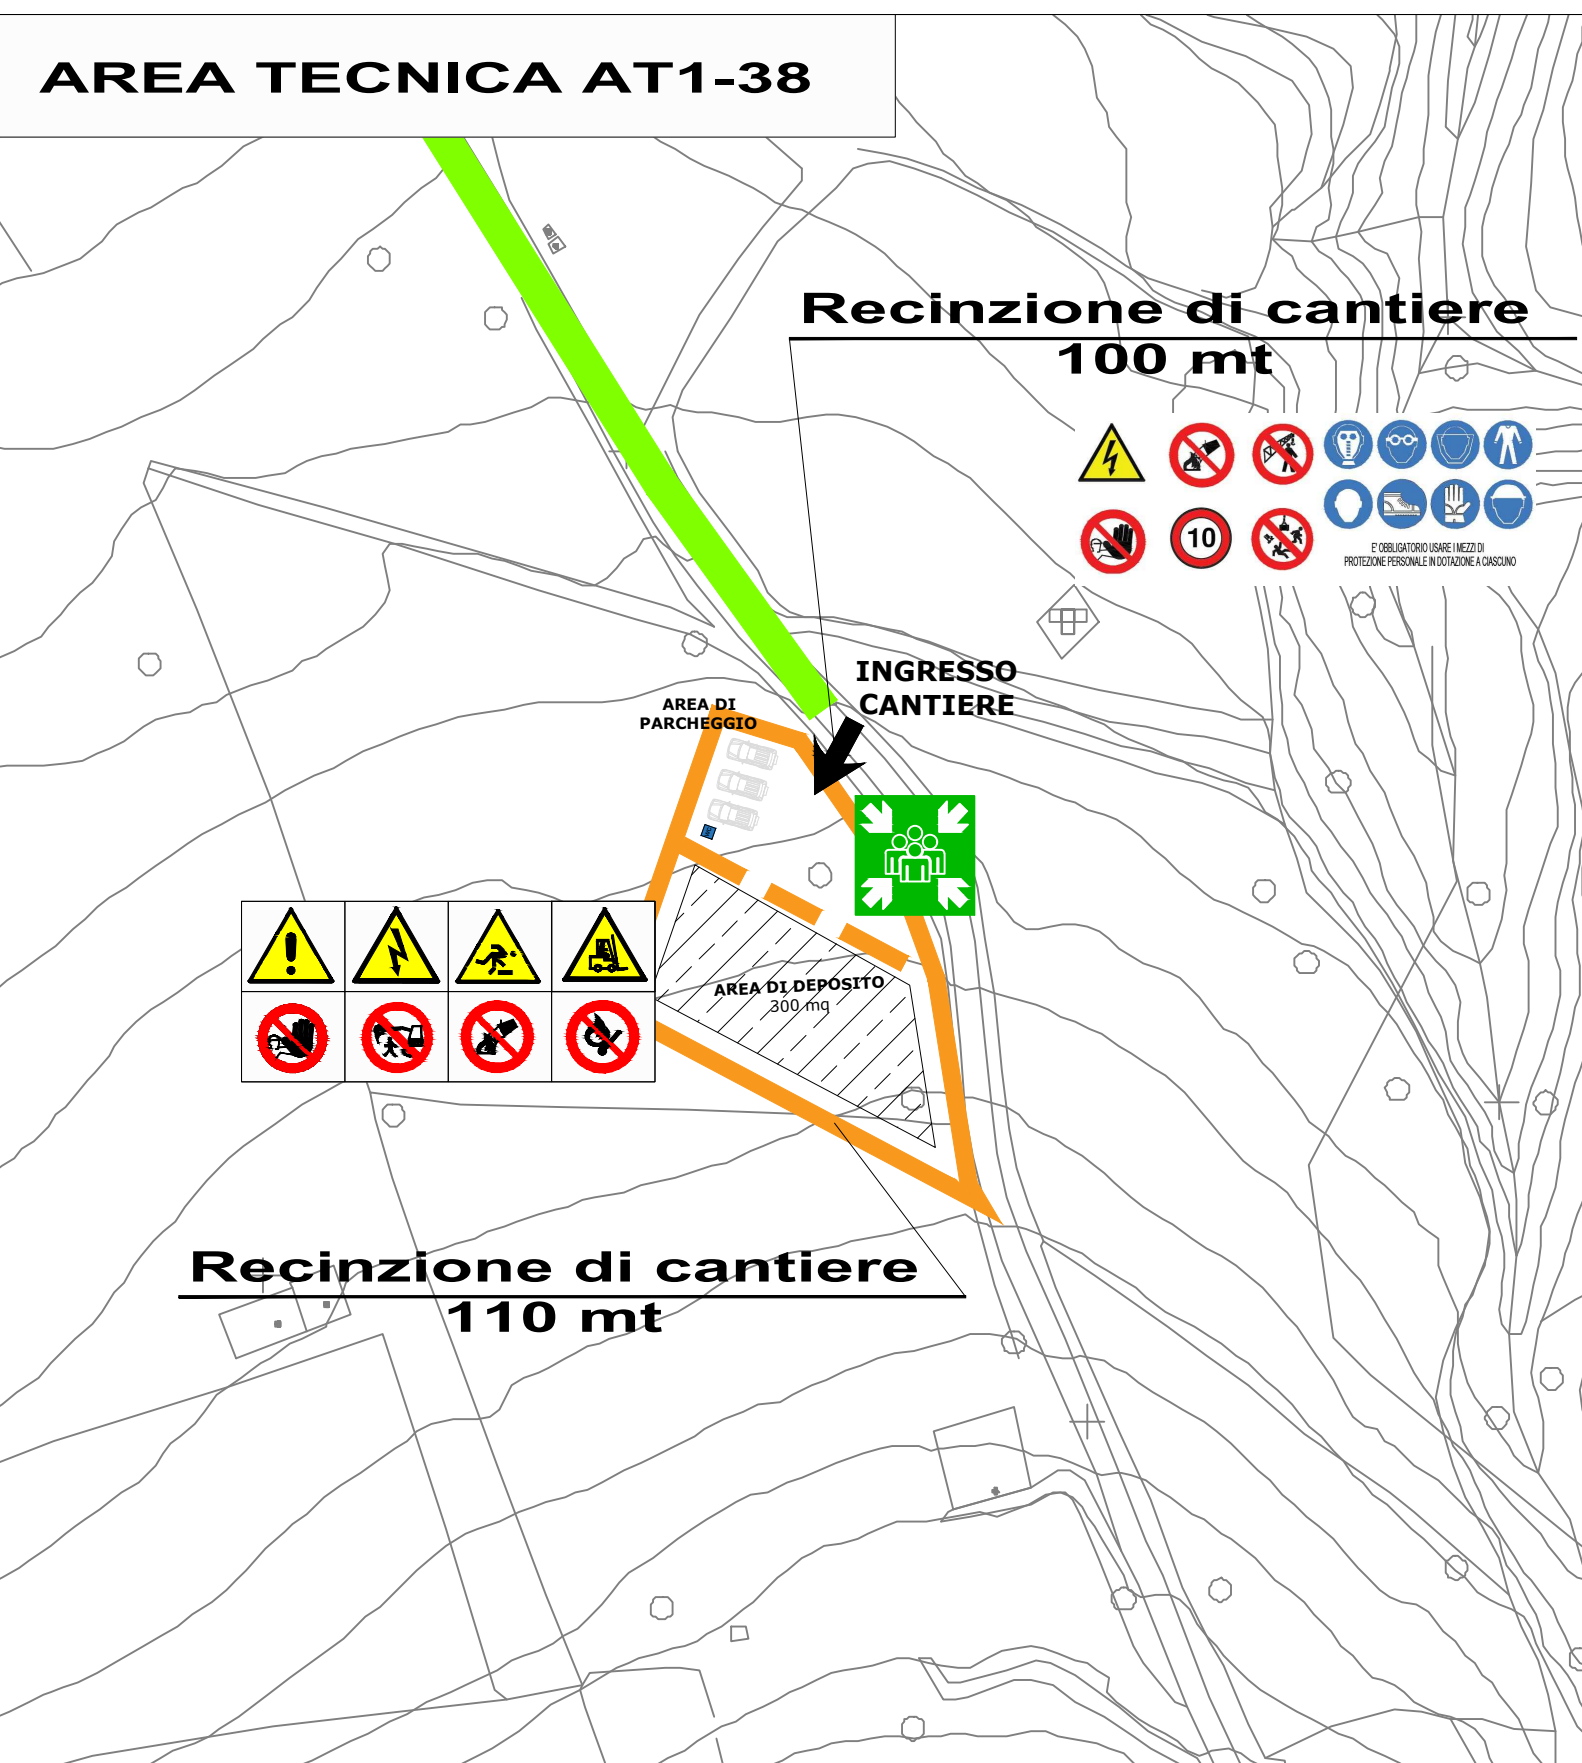 AREA TECNICA AT1-38
Recinzione di cantiere
100 mt
10
E' OBBLIGATORIO USARE I MEZZI DI
PROTEZIONE PERSONALE IN DOTAZIONE A CIASCUNO
INGRESSO
CANTIERE
AREA DI
PARCHEGGIO
AREA DI DEPOSITO
300 mq
Recinzione di cantiere
110 mt